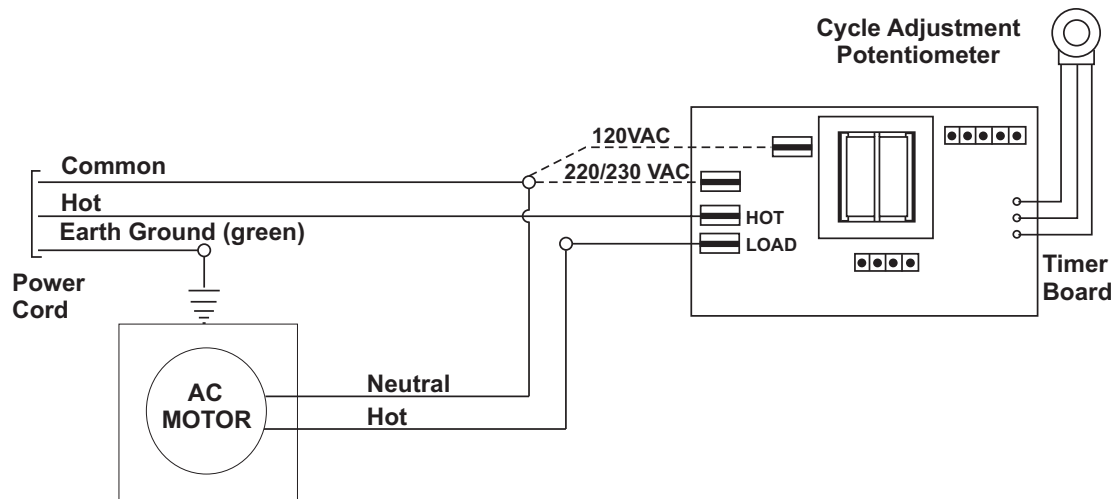 Cycle Adjustment
Potentiometer
120VAC
Common
220/230 VAC
Hot
HOT
Earth Ground (green)
LOAD
Power
Cord
Timer
Board
AC
MOTOR
Neutral
Hot